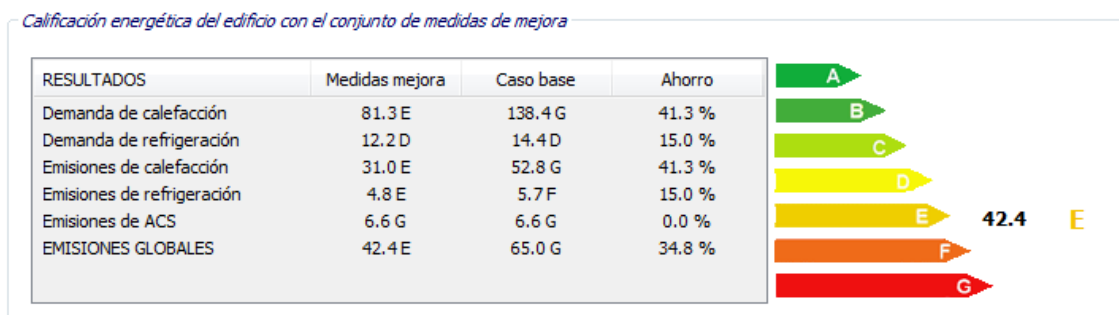 Calificación energética del edificio con el conjunto de medidas de mejora
RESULTADOS Medidas mejora Caso base Ahorro
Demanda de calefacción 81.3 E 138.4 G 41.3 %
Demanda de refrigeración 12.2 D 14.4 D 15.0 %
Emisiones de calefacción 31.0 E 52.8 G 41.3 %
Emisiones de refrigeración 4.8 E 5.7 F 15.0 %
Emisiones de ACS 6.6 G 6.6 G 0.0 %
EMISIONES GLOBALES 42.4 E 65.0 G 34.8 %
A
B
C
D
E 42.4 E
F
G